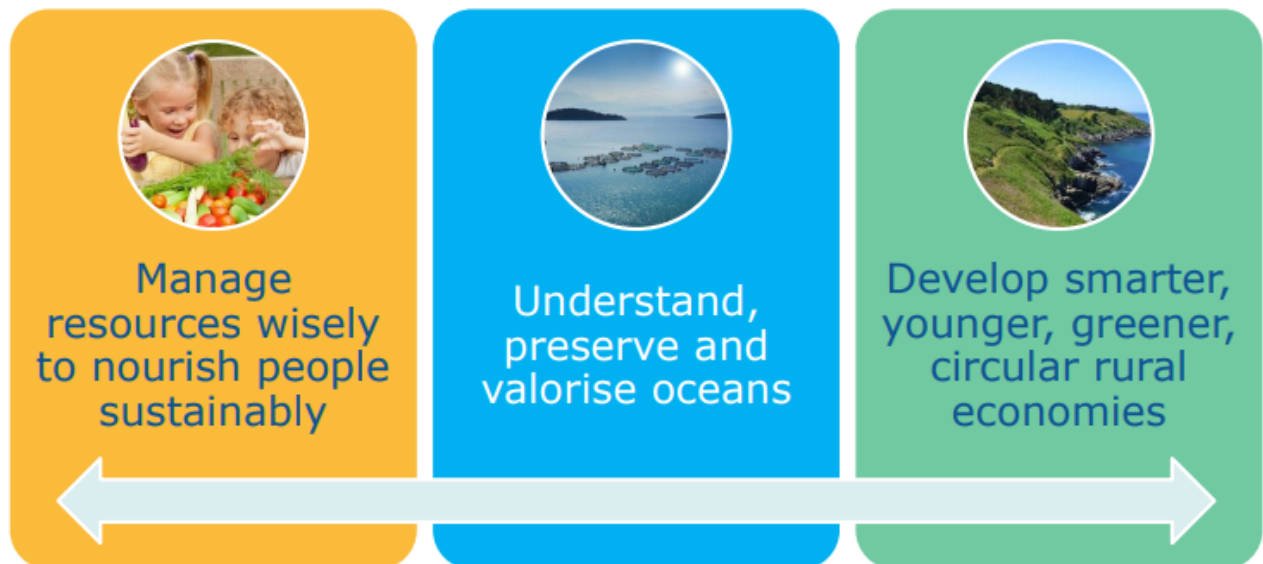 Manage
resources wisely
to nourish people
sustainably
Understand,
preserve and
valorise oceans
Develop smarter,
younger, greener,
circular rural
economies